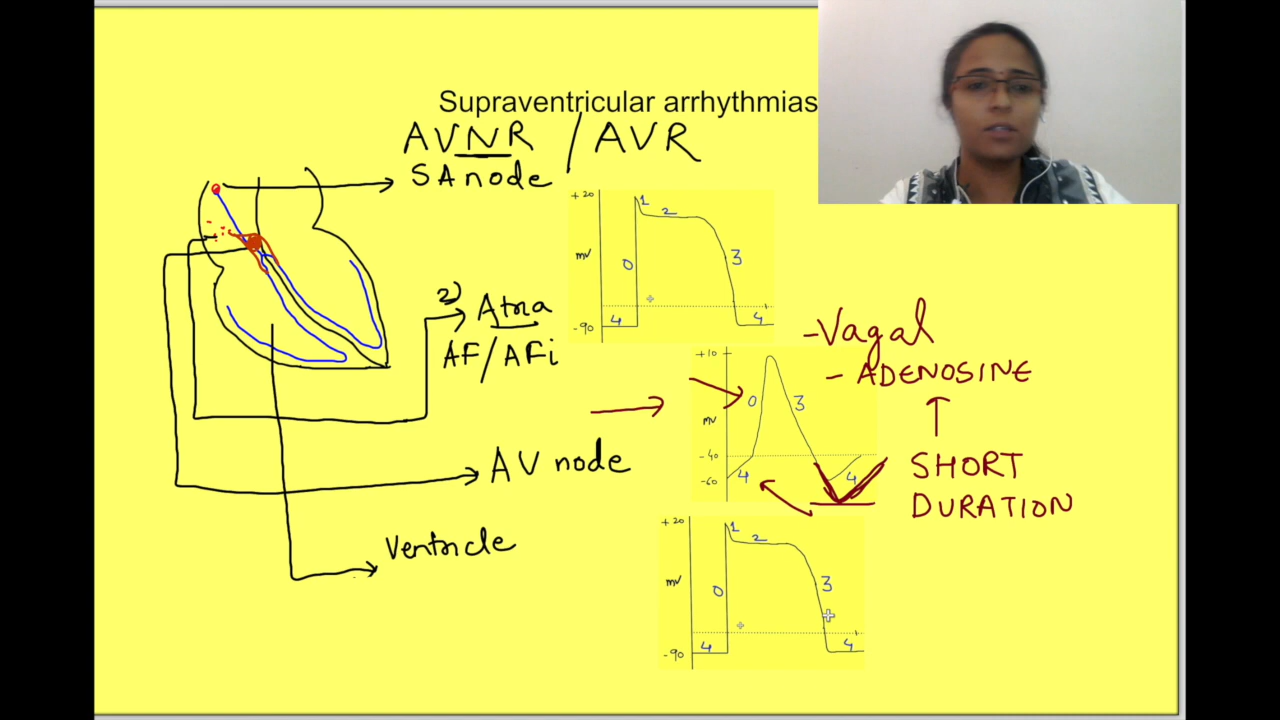 Supraventricular arrhythmias
AVNR / AVR
SA node
+20
1
2
mV
0
3
-90
4
4
2)
Atria
AF/AFi
- Vagal
- ADENOSINE
+10
0
3
mV
-40
-60
4
4
SHORT
DURATION
AV node
+20
1
2
mV
0
3
-90
4
4
Ventricle